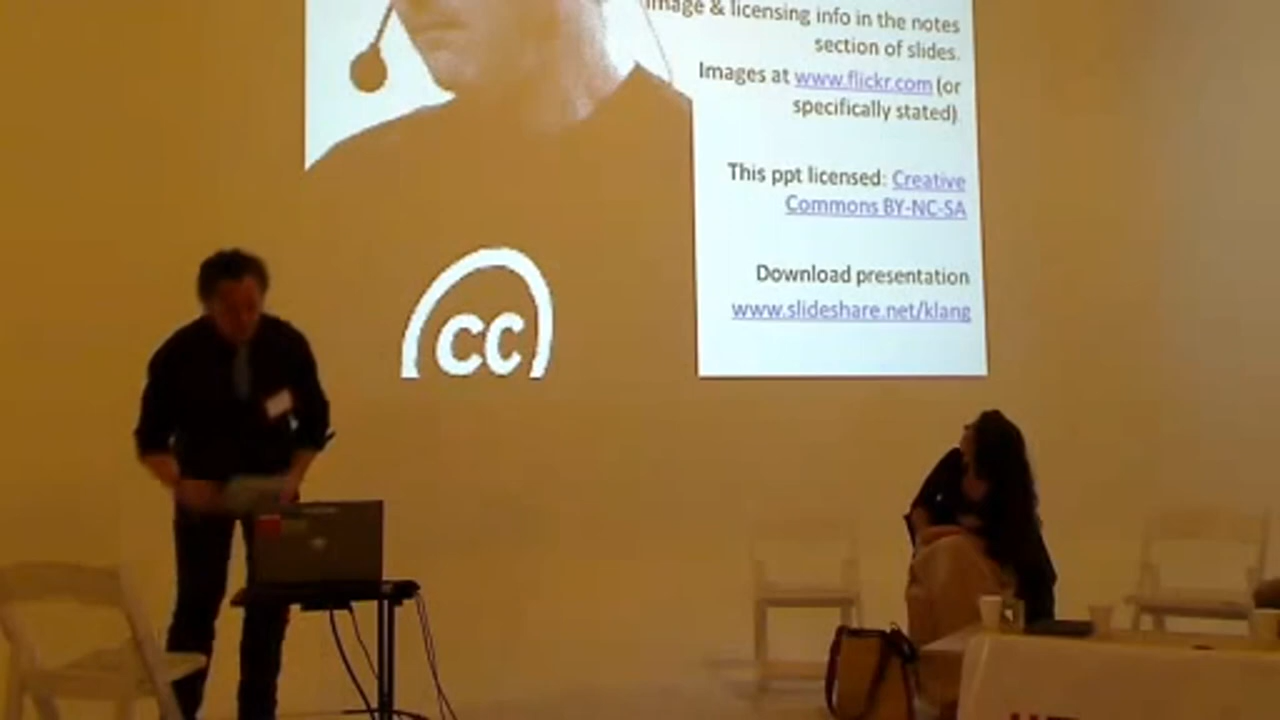 image & licensing info in the notes
section of slides.
Images at www.flickr.com (or
specifically stated)
This ppt licensed: Creative
Commons BY-NC-SA
Download presentation
www.slideshare.net/klang
cc